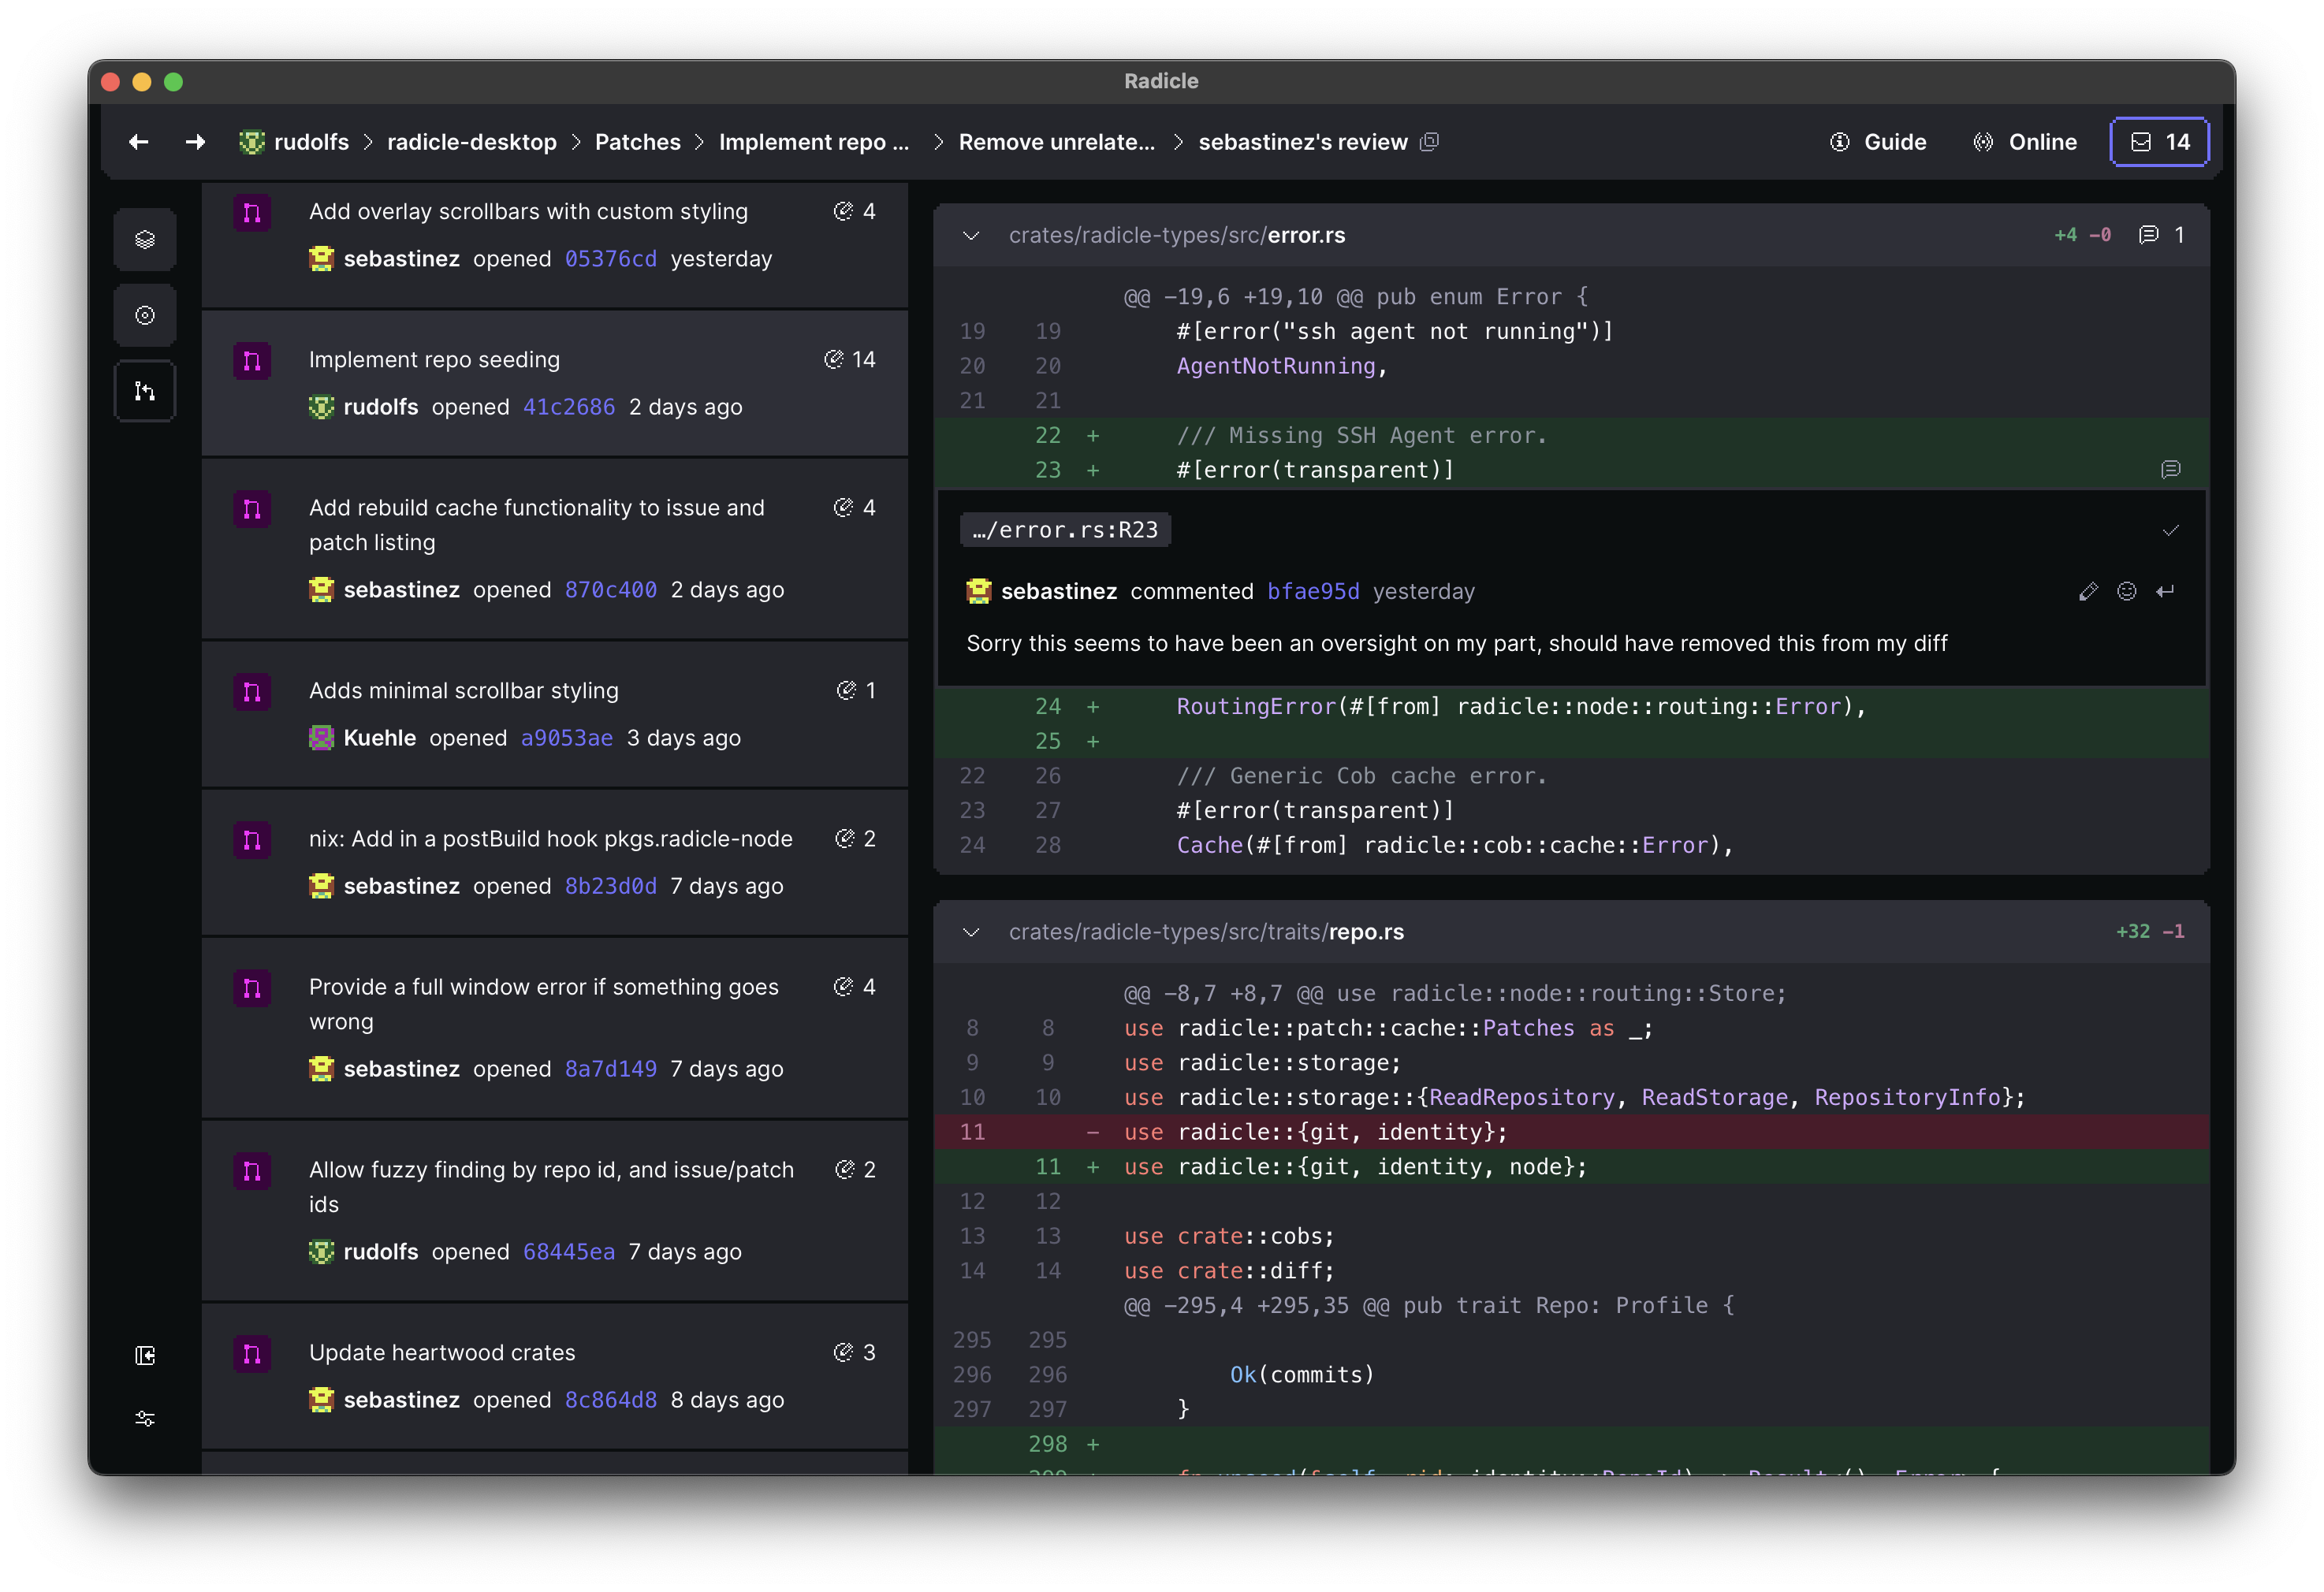 Radicle
rudolfs > radicle-desktop > Patches > Implement repo ... > Remove unrelate... > sebastinez's review
Guide
Online
14
Add overlay scrollbars with custom styling 4
sebastinez opened 05376cd yesterday
Implement repo seeding 14
rudolfs opened 41c2686 2 days ago
Add rebuild cache functionality to issue and 4
patch listing
sebastinez opened 870c400 2 days ago
Adds minimal scrollbar styling 1
Kuehle opened a9053ae 3 days ago
nix: Add in a postBuild hook pkgs.radicle-node 2
sebastinez opened 8b23d0d 7 days ago
Provide a full window error if something goes 4
wrong
sebastinez opened 8a7d149 7 days ago
Allow fuzzy finding by repo id, and issue/patch 2
ids
rudolfs opened 68445ea 7 days ago
Update heartwood crates 3
sebastinez opened 8c864d8 8 days ago
crates/radicle-types/src/error.rs +4 −0 1
@@ −19,6 +19,10 @@ pub enum Error {
19 19 #[error("ssh agent not running")]
20 20 AgentNotRunning,
21 21
22 + /// Missing SSH Agent error.
23 + #[error(transparent)]
…/error.rs:R23
sebastinez commented bfae95d yesterday
Sorry this seems to have been an oversight on my part, should have removed this from my diff
24 + RoutingError(#[from] radicle::node::routing::Error),
25 +
22 26 /// Generic Cob cache error.
23 27 #[error(transparent)]
24 28 Cache(#[from] radicle::cob::cache::Error),
crates/radicle-types/src/traits/repo.rs +32 −1
@@ −8,7 +8,7 @@ use radicle::node::routing::Store;
8 8 use radicle::patch::cache::Patches as _;
9 9 use radicle::storage;
10 10 use radicle::storage::{ReadRepository, ReadStorage, RepositoryInfo};
11 − use radicle::{git, identity};
11 + use radicle::{git, identity, node};
12 12
13 13 use crate::cobs;
14 14 use crate::diff;
@@ −295,4 +295,35 @@ pub trait Repo: Profile {
295 295
296 296 Ok(commits)
297 297 }
298 +